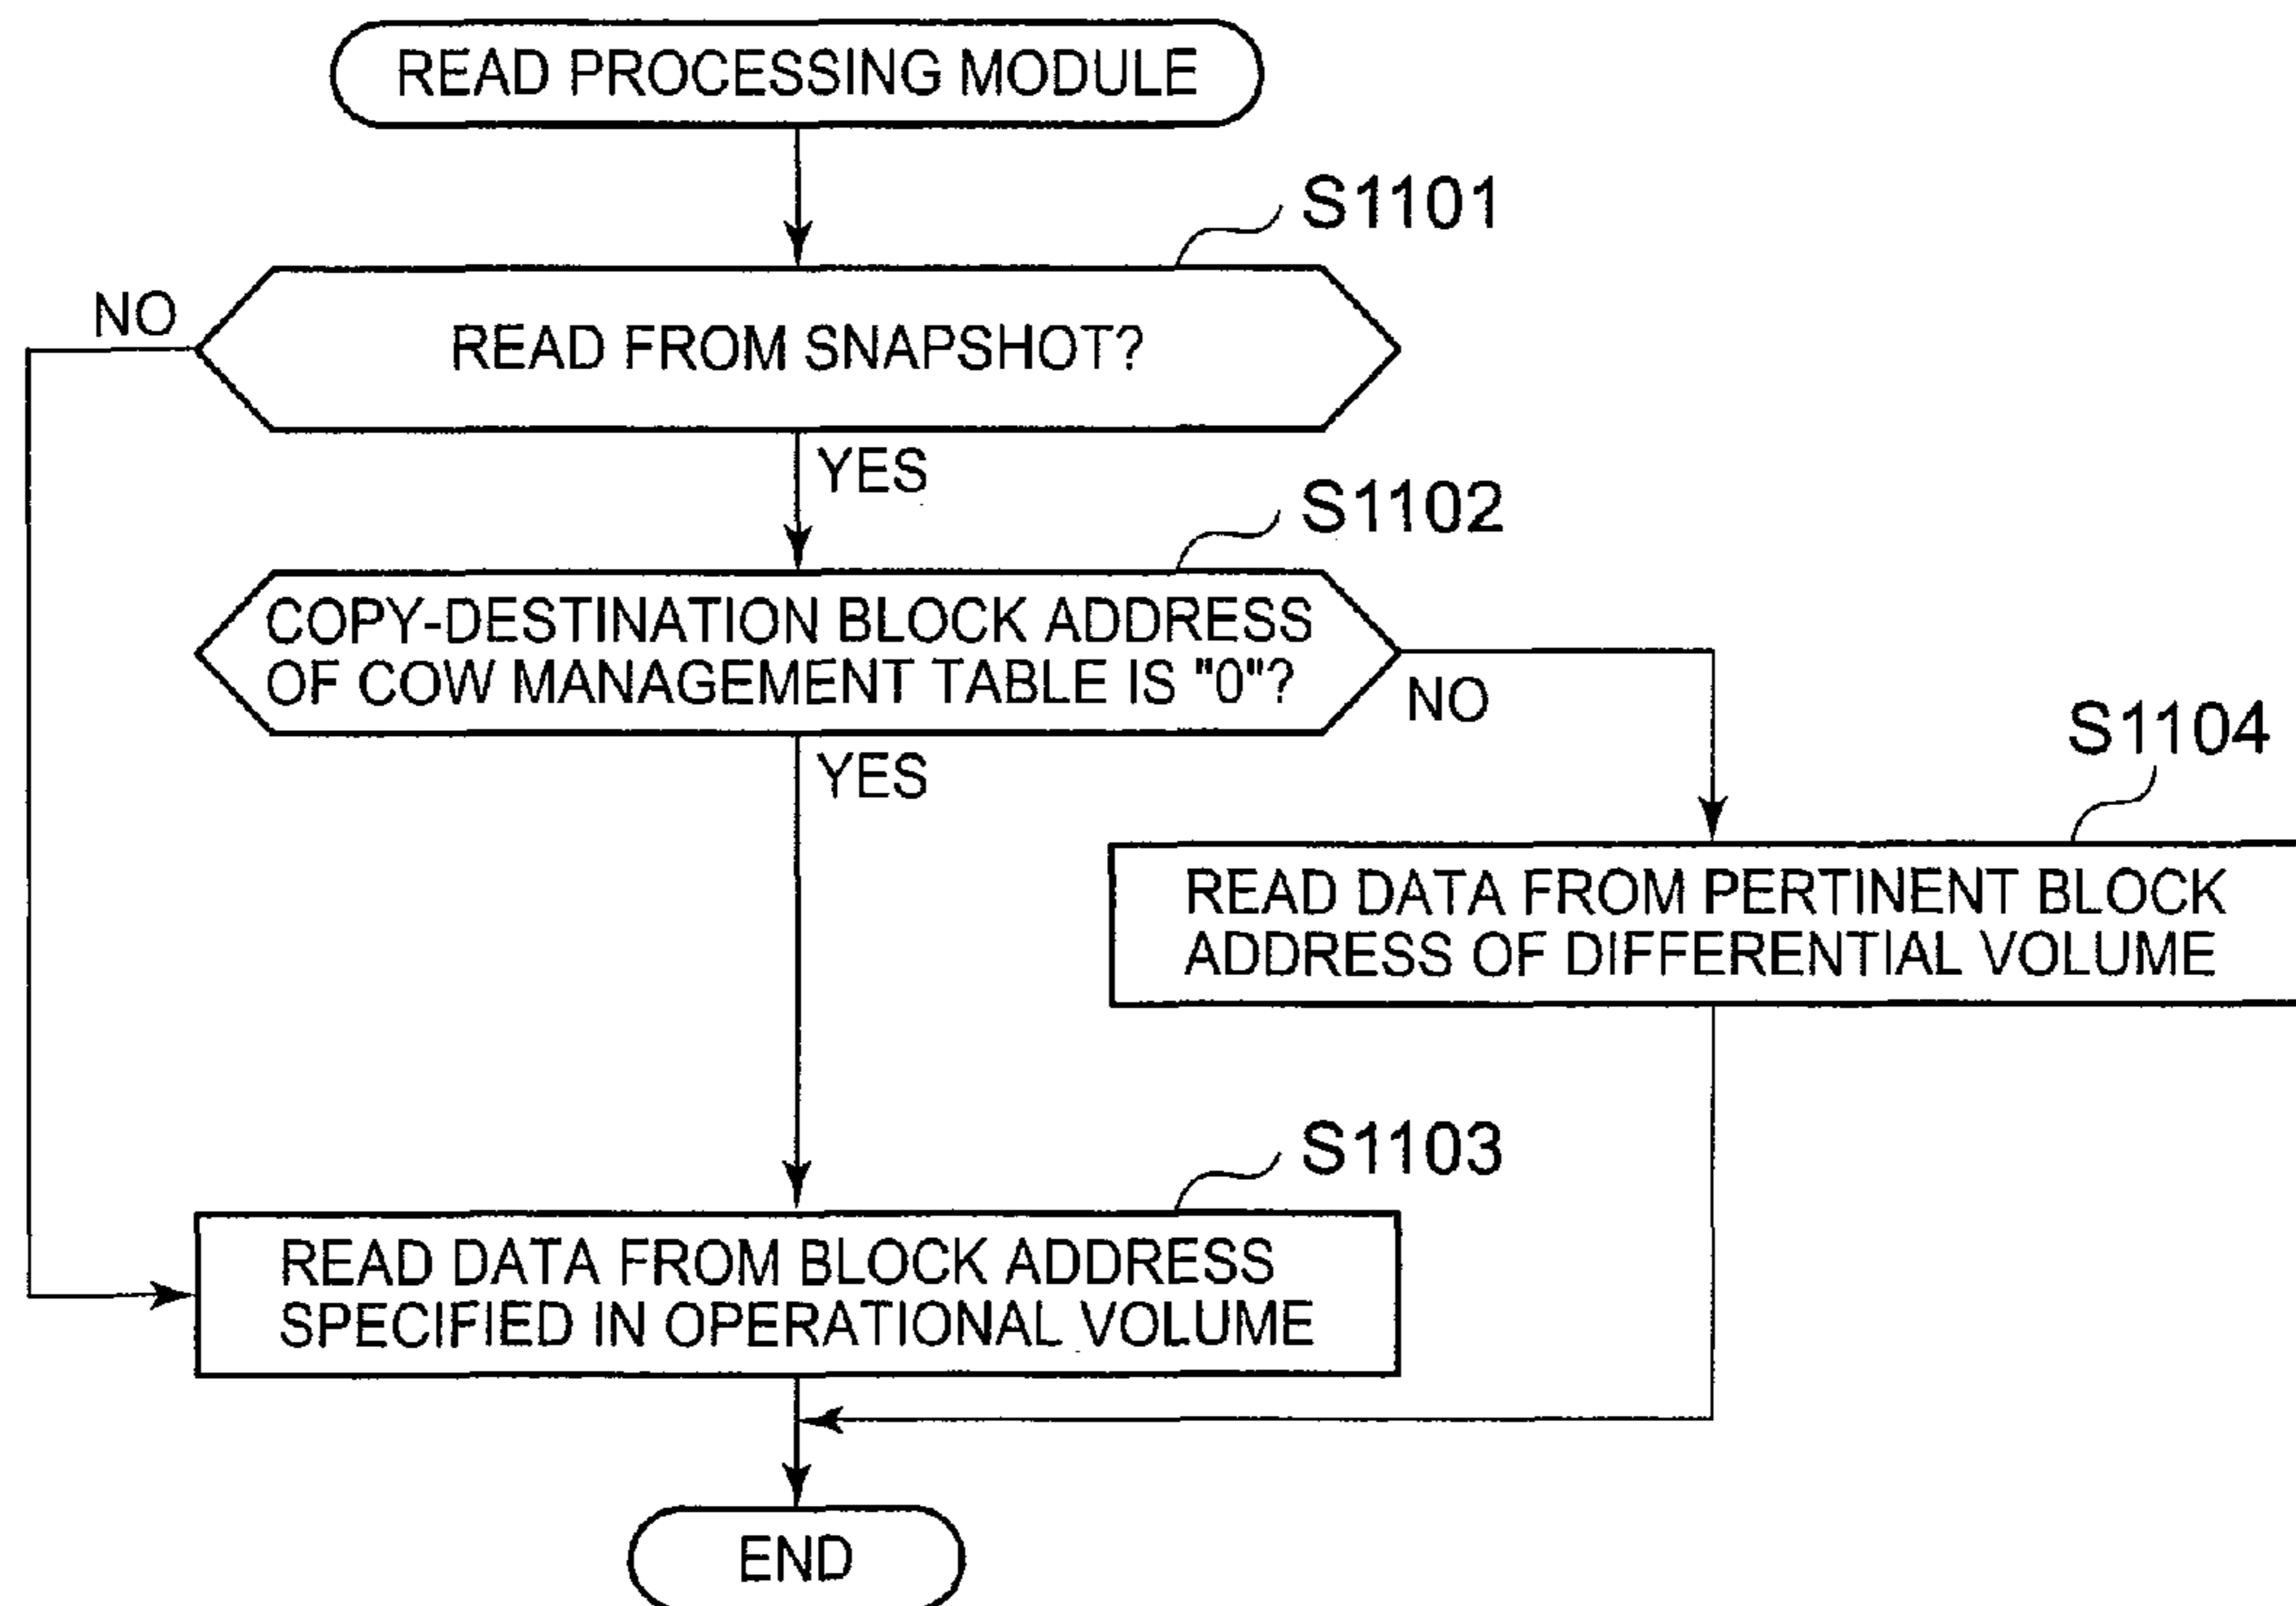 READ PROCESSING MODULE
S1101
NO
READ FROM SNAPSHOT?
YES
S1102
COPY-DESTINATION BLOCK ADDRESS
OF COW MANAGEMENT TABLE IS "0"?
NO
YES
S1104
READ DATA FROM PERTINENT BLOCK
ADDRESS OF DIFFERENTIAL VOLUME
S1103
READ DATA FROM BLOCK ADDRESS
SPECIFIED IN OPERATIONAL VOLUME
END